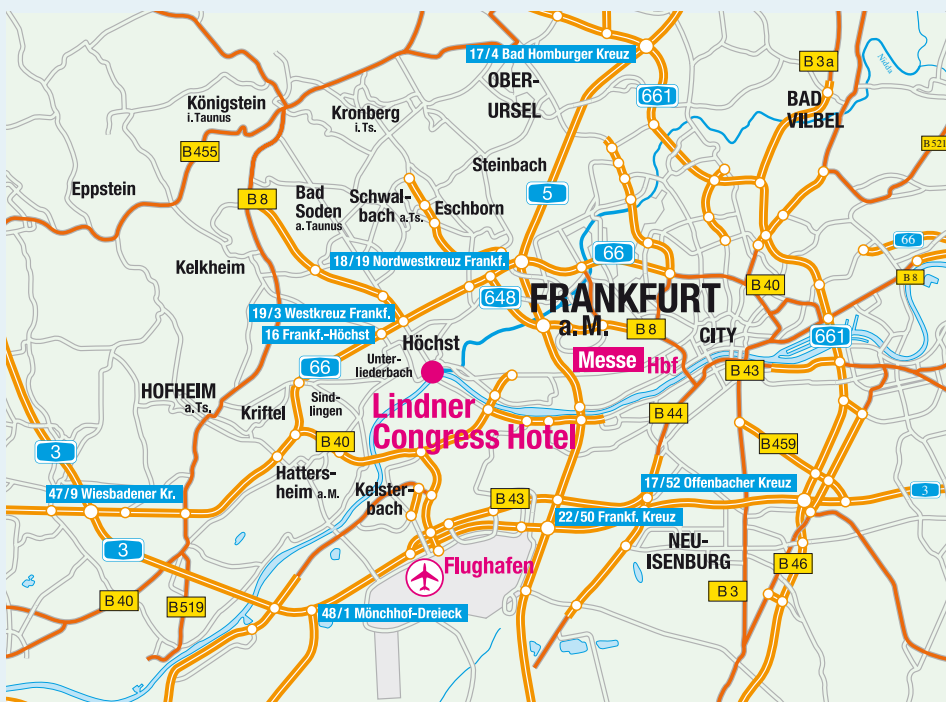 17/4 Bad Homburger Kreuz
OBER-
URSEL
661
B 3a
Nidda
BAD
VILBEL
Königstein
i. Taunus
Kronberg
i. Ts.
B455
B 521
Steinbach
Eppstein
B 8
Bad
Soden
a. Taunus
Schwal-
bach a. Ts.
Eschborn
5
66
66
Kelkheim
18/19 Nordwestkreuz Frankf.
B 8
B 40
648
FRANKFURT
a. M.
19/3 Westkreuz Frankf.
16 Frankf.-Höchst
B 8
CITY
661
Höchst
Unter-
liederbach
Messe
Hbf
66
B 43
HOFHEIM
a. Ts.
Sind-
lingen
Kriftel
Lindner
Congress Hotel
B 44
B 40
B459
3
Hatters-
heim a. M.
Kelster-
bach
17/52 Offenbacher Kreuz
47/9 Wiesbadener Kr.
B 43
3
22/50 Frankf. Kreuz
3
NEU-
ISENBURG
Flughafen
B 46
B 3
B 40
B519
48/1 Mönchhof-Dreieck